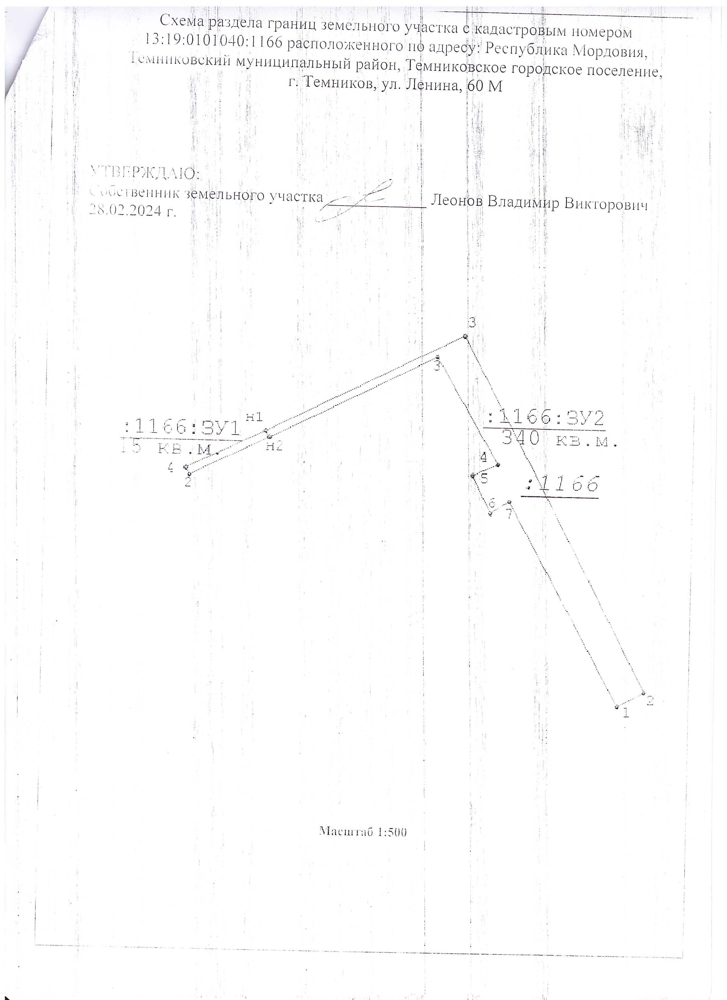 Схема раздела границ земельного участка с кадастровым номером
13:19:0101040:1166 расположенного по адресу: Республика Мордовия,
Темниковский муниципальный район, Темниковское городское поселение,
г. Темников, ул. Ленина, 60 М
УТВЕРЖДАЮ:
Собственник земельного участка ____________ Леонов Владимир Викторович
28.02.2024 г.
3
3
н1
:1166:ЗУ1
15 кв.м.
н2
4
2
:1166:ЗУ2
340 кв.м.
4
5
:1166
6
7
2
1
Масштаб 1:500